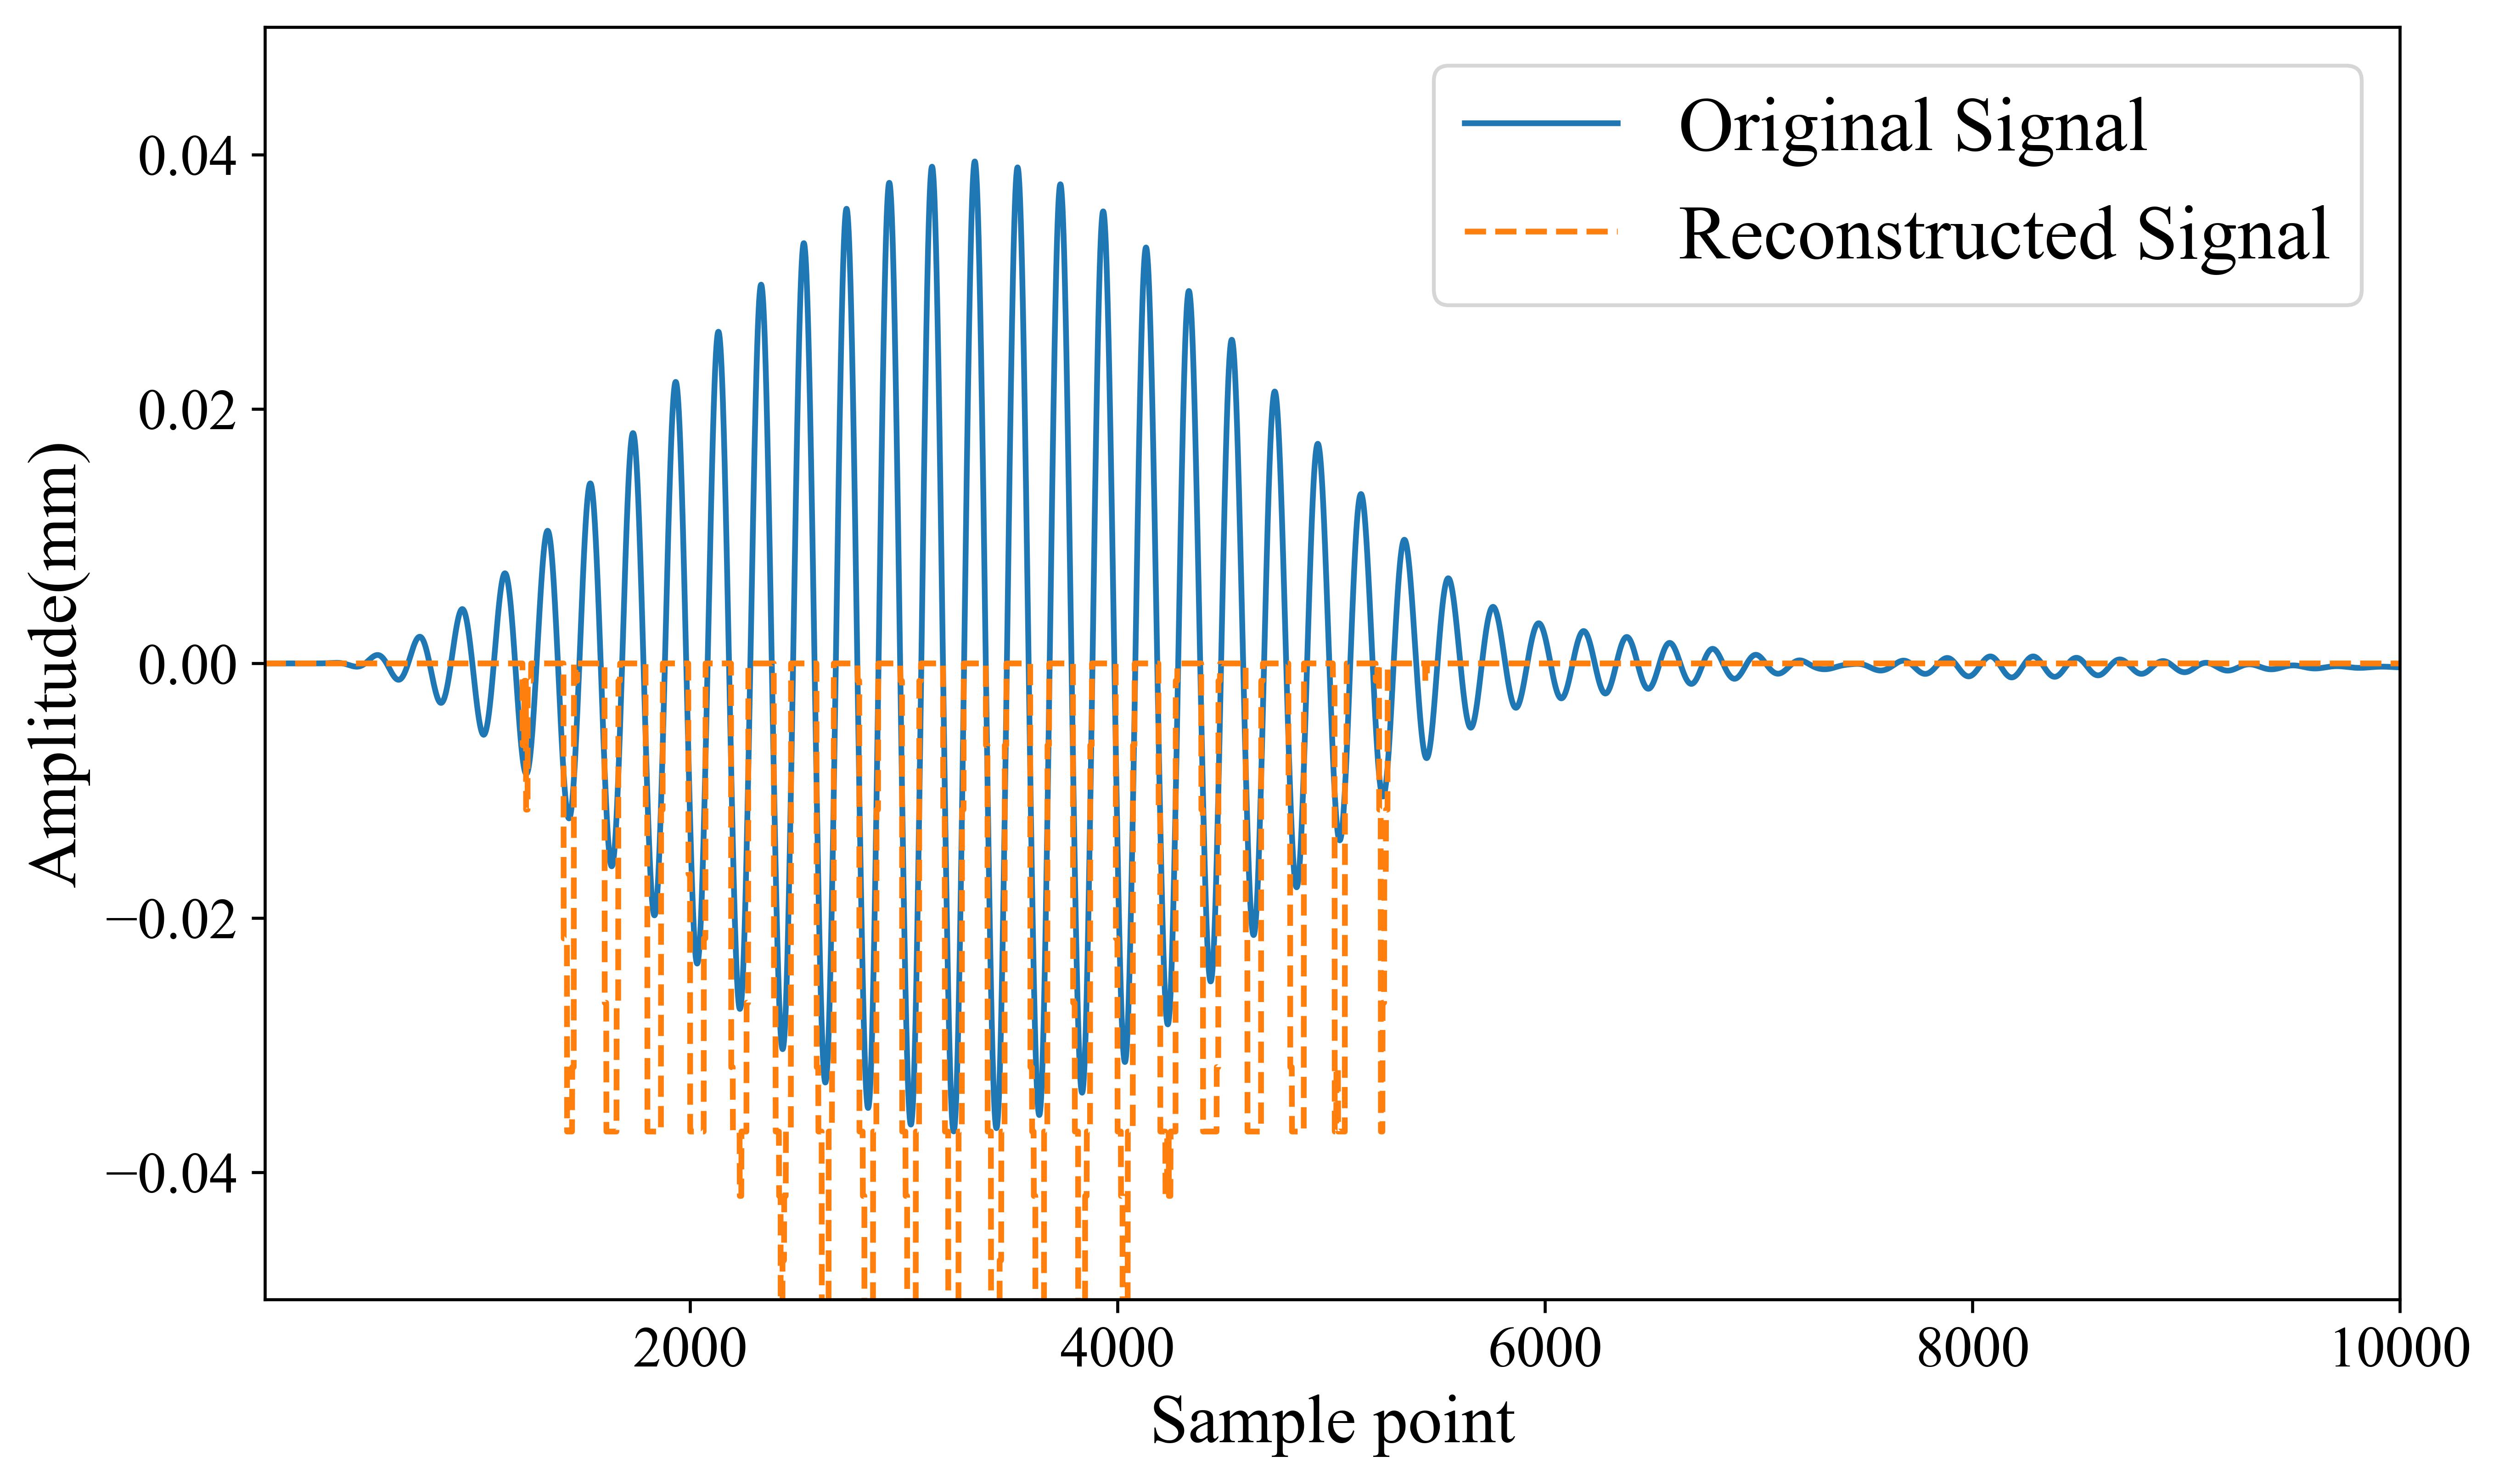 Original Signal
Reconstructed Signal
0.04
0.02
0.00
−0.02
−0.04
Amplitude(mm)
2000 4000 6000 8000 10000
Sample point